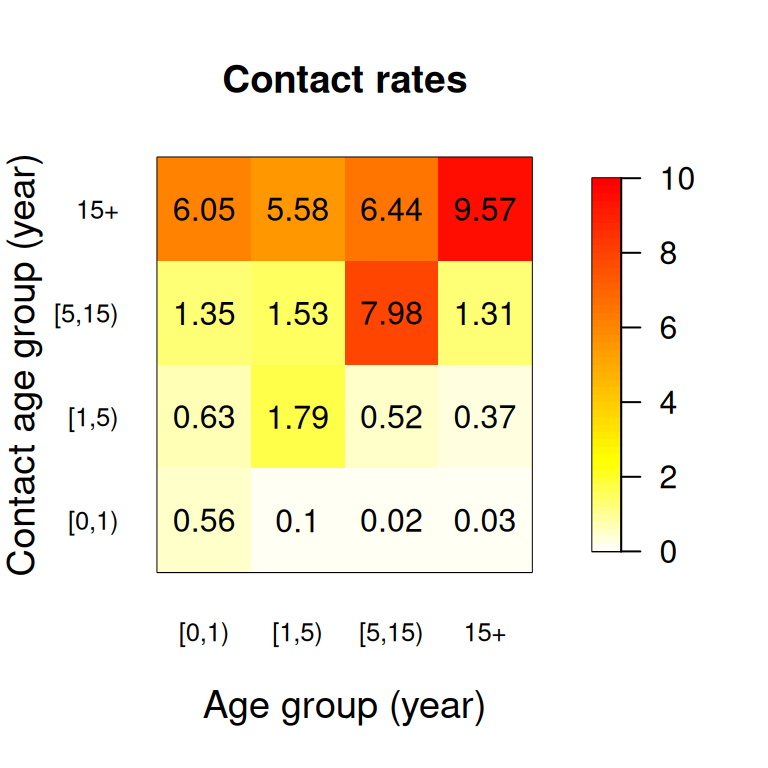 Contact rates
Contact age group (year)
15+ 6.05 5.58 6.44 9.57
[5,15) 1.35 1.53 7.98 1.31
[1,5) 0.63 1.79 0.52 0.37
[0,1) 0.56 0.1 0.02 0.03
[0,1) [1,5) [5,15) 15+
Age group (year)
10
8
6
4
2
0